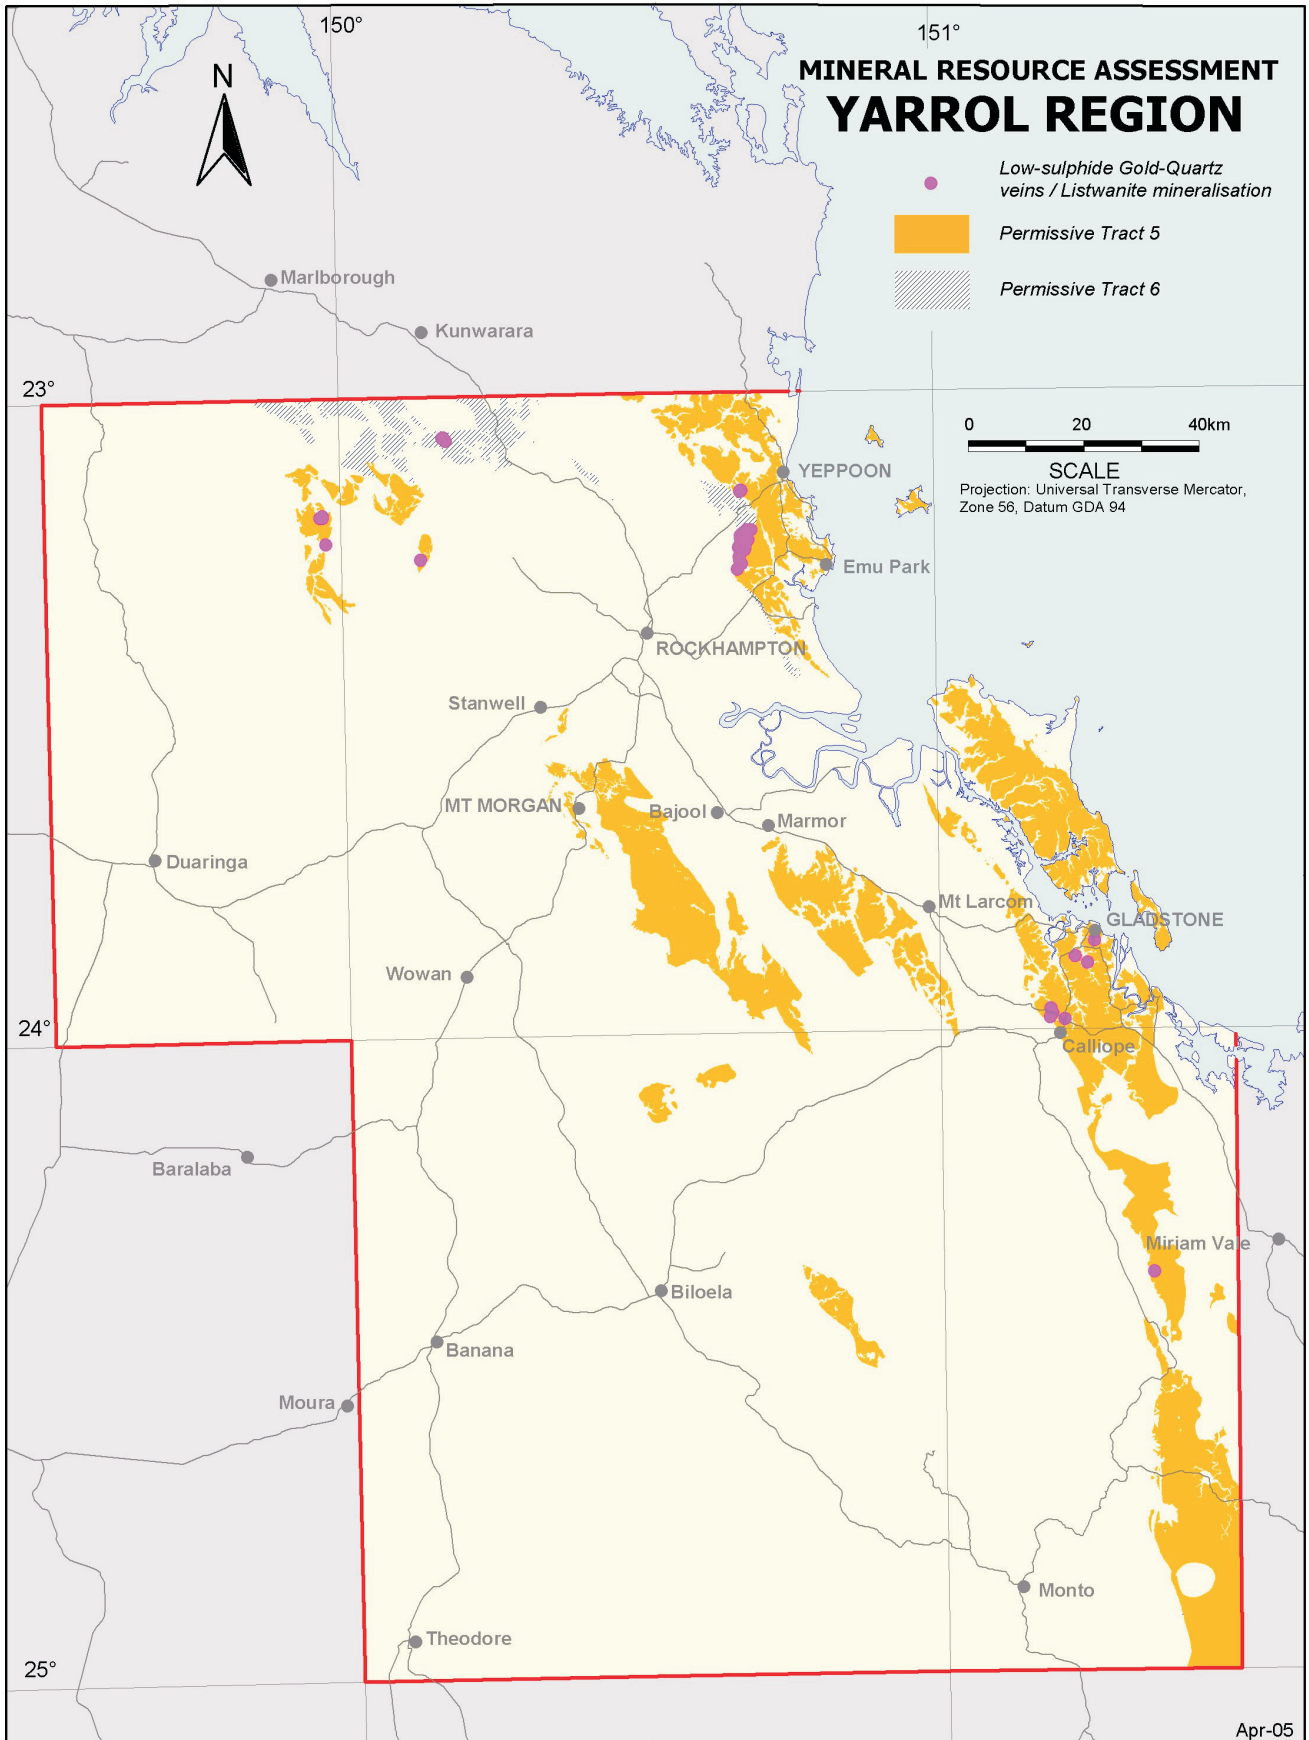 150°
151°
N
MINERAL RESOURCE ASSESSMENT
YARROL REGION
Low-sulphide Gold-Quartz
veins / Listwanite mineralisation
Permissive Tract 5
Permissive Tract 6
Marlborough
Kunwarara
23°
0 20 40km
SCALE
Projection: Universal Transverse Mercator,
Zone 56, Datum GDA 94
YEPPOON
Emu Park
ROCKHAMPTON
Stanwell
MT MORGAN
Bajool
Marmor
Duaringa
Mt Larcom
GLADSTONE
Wowan
24°
Calliope
Baralaba
Miriam Vale
Biloela
Banana
Moura
Monto
Theodore
25°
Apr-05